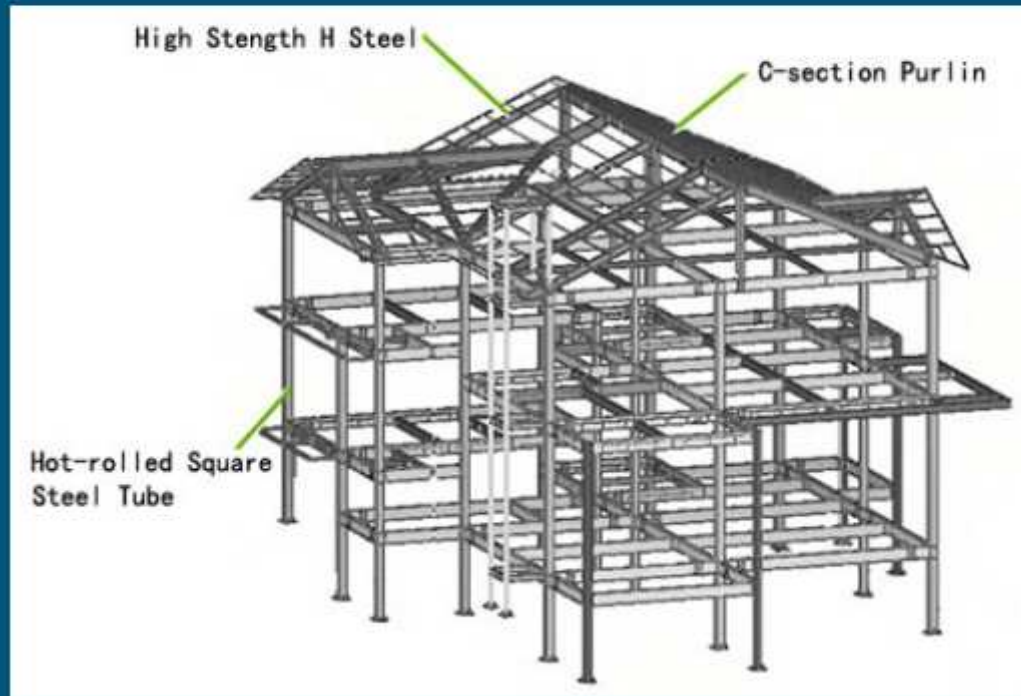 High Stength H Steel
C-section Purlin
Hot-rolled Square
Steel Tube